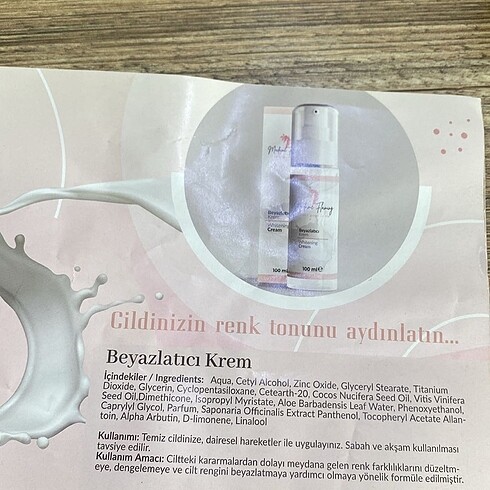 Beyazlatıcı
Krem
Whitening
Cream
100 ml
Beyazlatıcı
Krem
Whitening
Cream
100 ml ℮
Cildinizin renk tonunu aydınlatın...
Beyazlatıcı Krem
İçindekiler / Ingredients: Aqua, Cetyl Alcohol, Zinc Oxide, Glyceryl Stearate, Titanium
Dioxide, Glycerin, Cyclopentasiloxane, Cetearth-20, Cocos Nucifera Seed Oil, Vitis Vinifera
Seed Oil,Dimethicone, Isopropyl Myristate, Aloe Barbadensis Leaf Water, Phenoxyethanol,
Caprylyl Glycol, Parfum, Saponaria Officinalis Extract Panthenol, Tocopheryl Acetate Allan-
toin, Alpha Arbutin, D-limonene, Linalool
Kullanımı: Temiz cildinize, dairesel hareketler ile uygulayınız. Sabah ve akşam kullanılması
tavsiye edilir.
Kullanım Amacı: Ciltteki kararmalardan dolayı meydana gelen renk farklılıklarını düzeltm-
eye, dengelemeye ve cilt rengini beyazlatmaya yardımcı olmaya yönelik formüle edilmiştir.